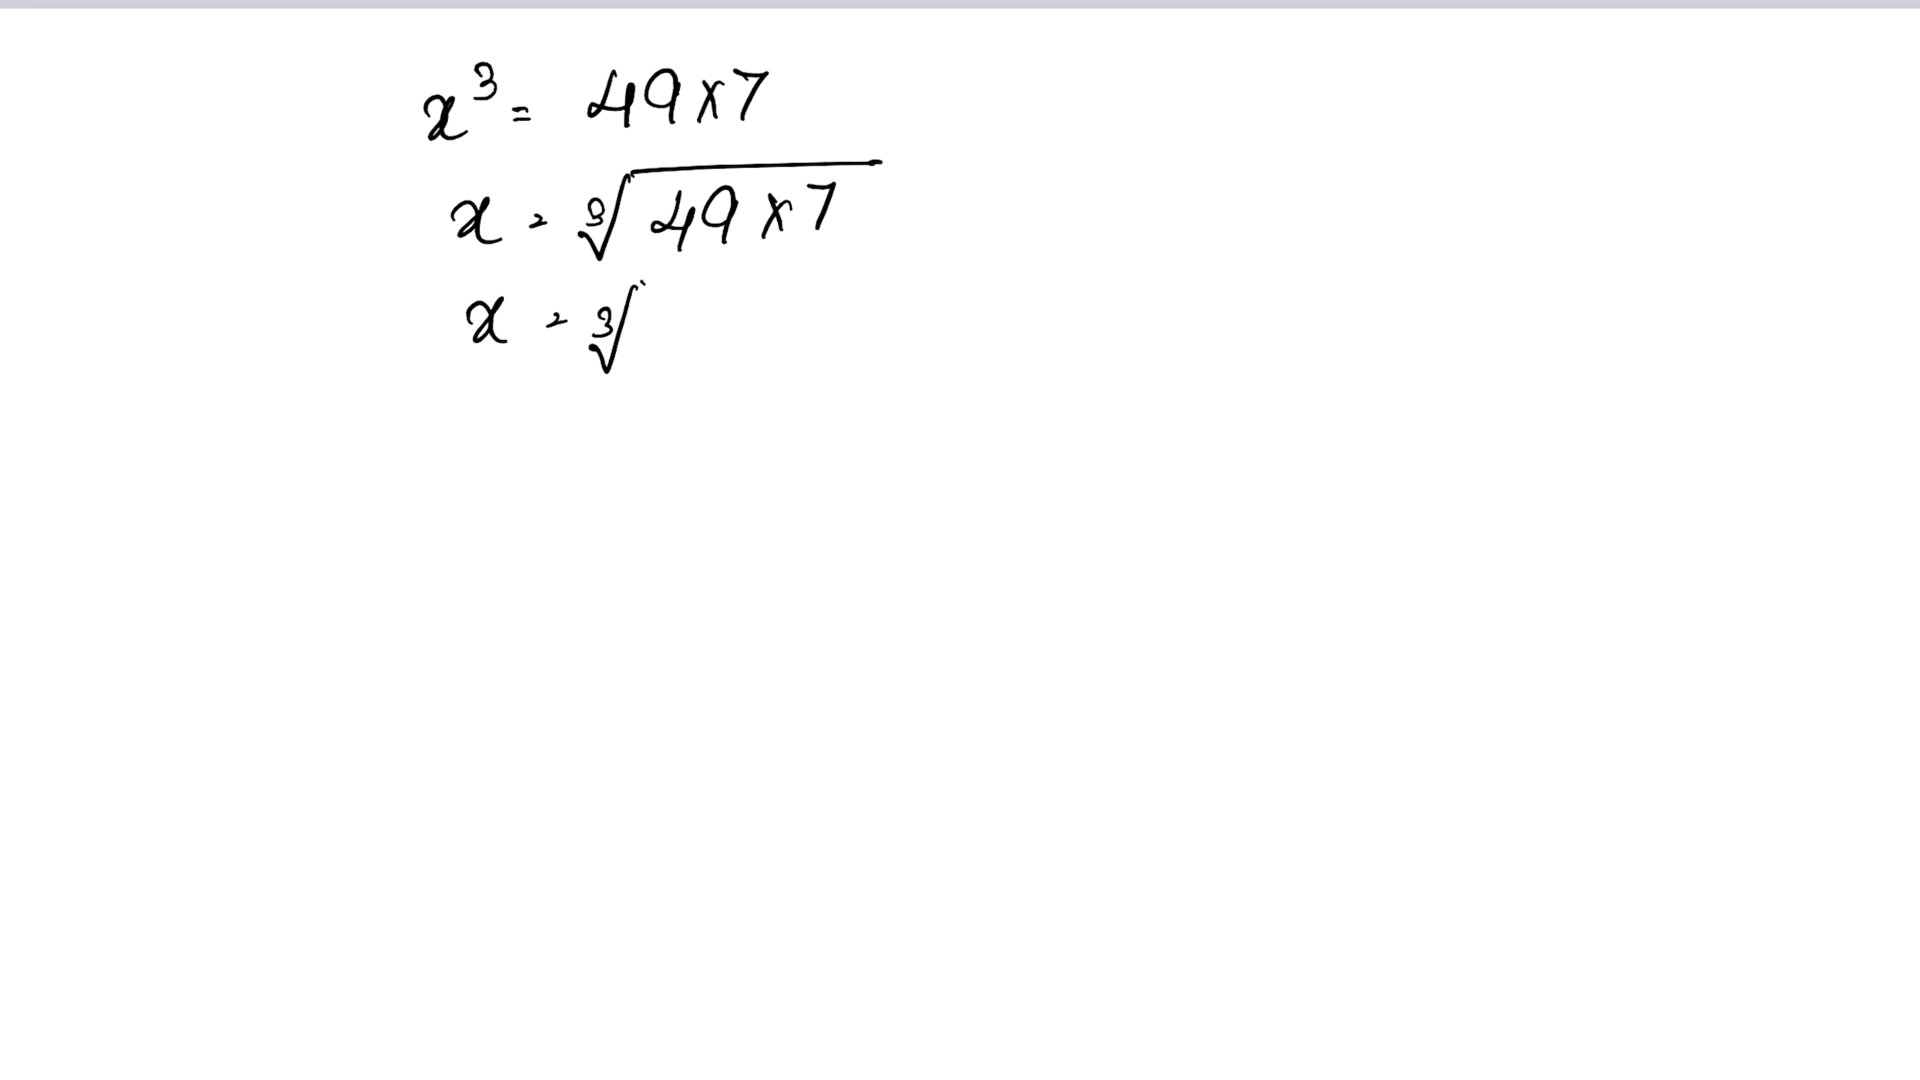 x³ = 49×7
x = ∛49×7
x = ∛